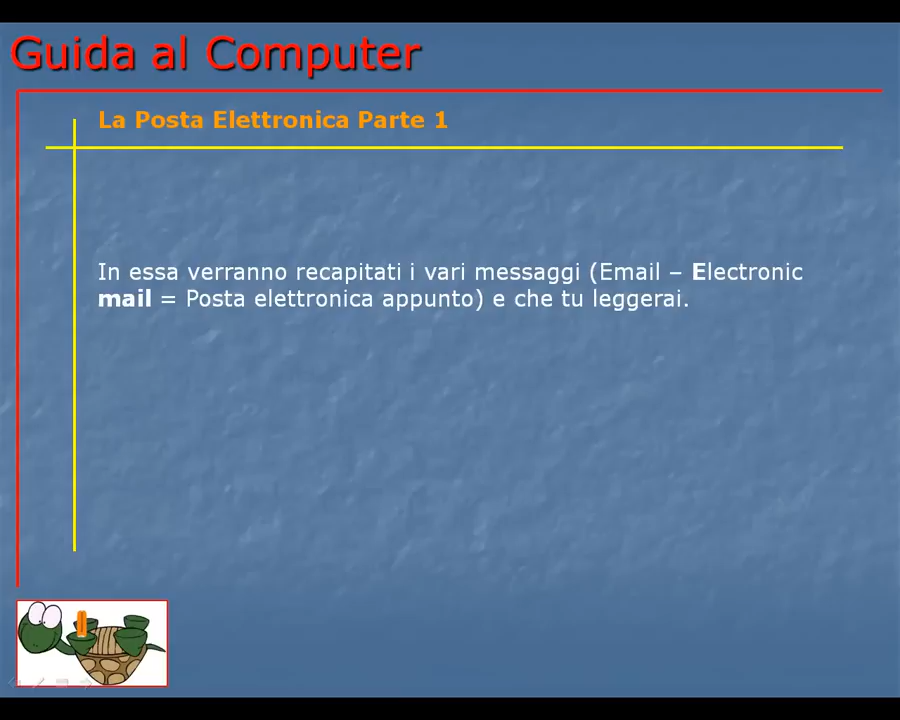 Guida al Computer
La Posta Elettronica Parte 1
In essa verranno recapitati i vari messaggi (Email – Electronic
mail = Posta elettronica appunto) e che tu leggerai.